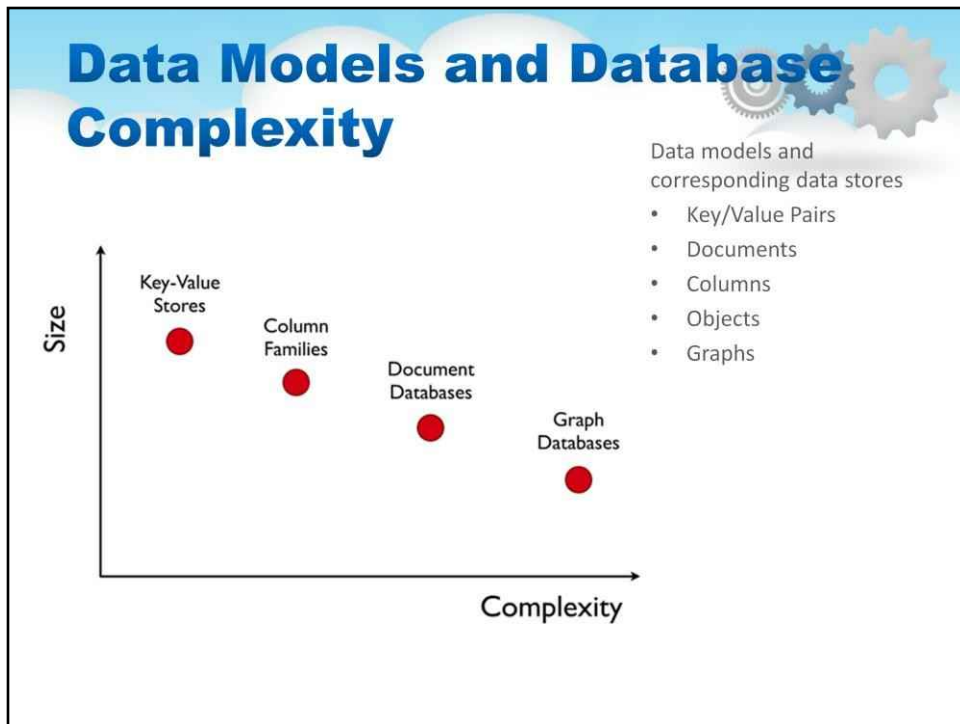 Data Models and Database
Complexity
Data models and
corresponding data stores
• Key/Value Pairs
• Documents
• Columns
• Objects
• Graphs
Size
Key-Value
Stores
Column
Families
Document
Databases
Graph
Databases
Complexity